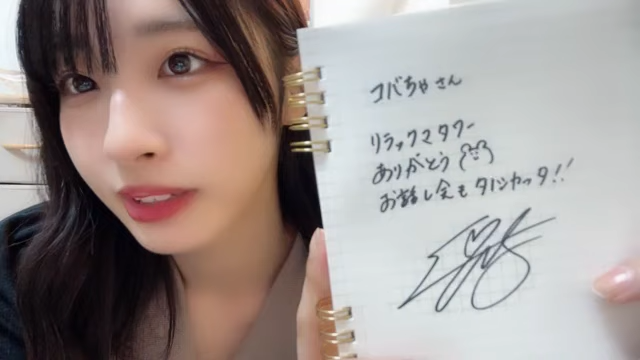 コバちゃさん
リラックマタワー
ありがとう
お話し会もタノシカッタ!!